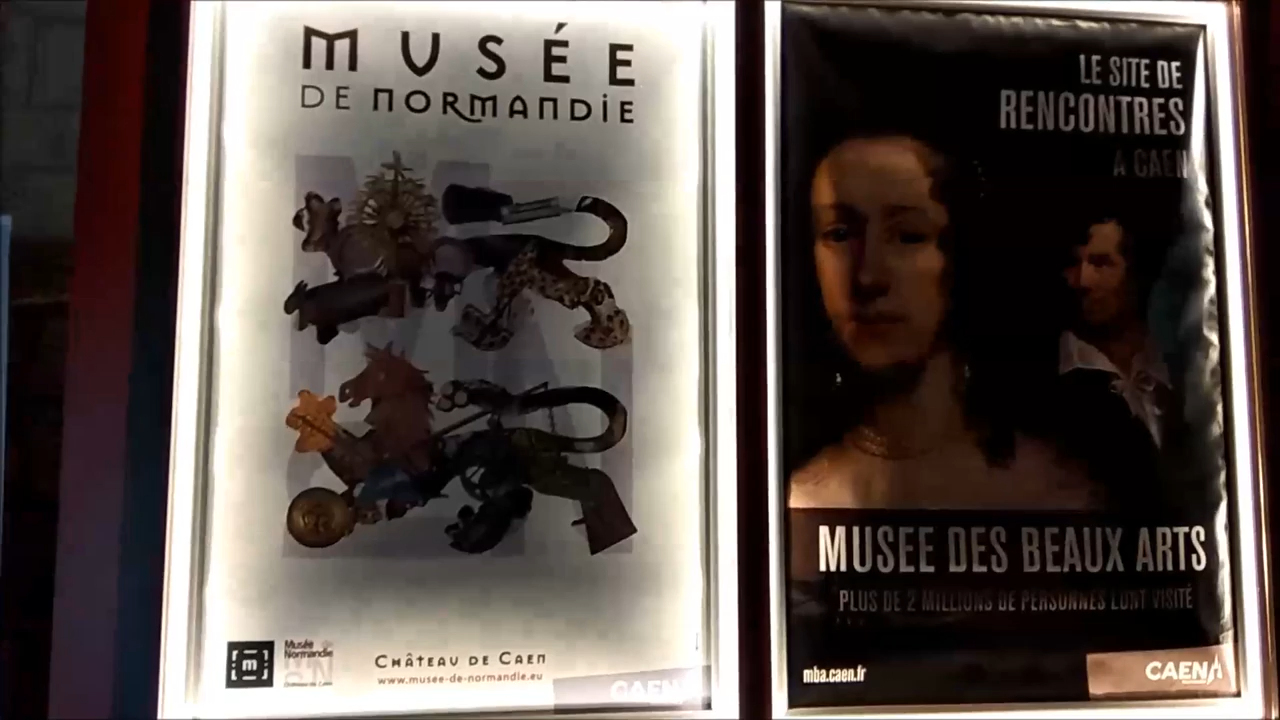 MUSÉE
DE NORMANDIE
m
Musée
Normandie
CHÂTEAU DE CAEN
www.musee-de-normandie.eu
CAEN
LE SITE DE
RENCONTRES
A CAEN
MUSEE DES BEAUX ARTS
PLUS DE 2 MILLIONS DE PERSONNES L'ONT VISITÉ
mba.caen.fr
CAEN